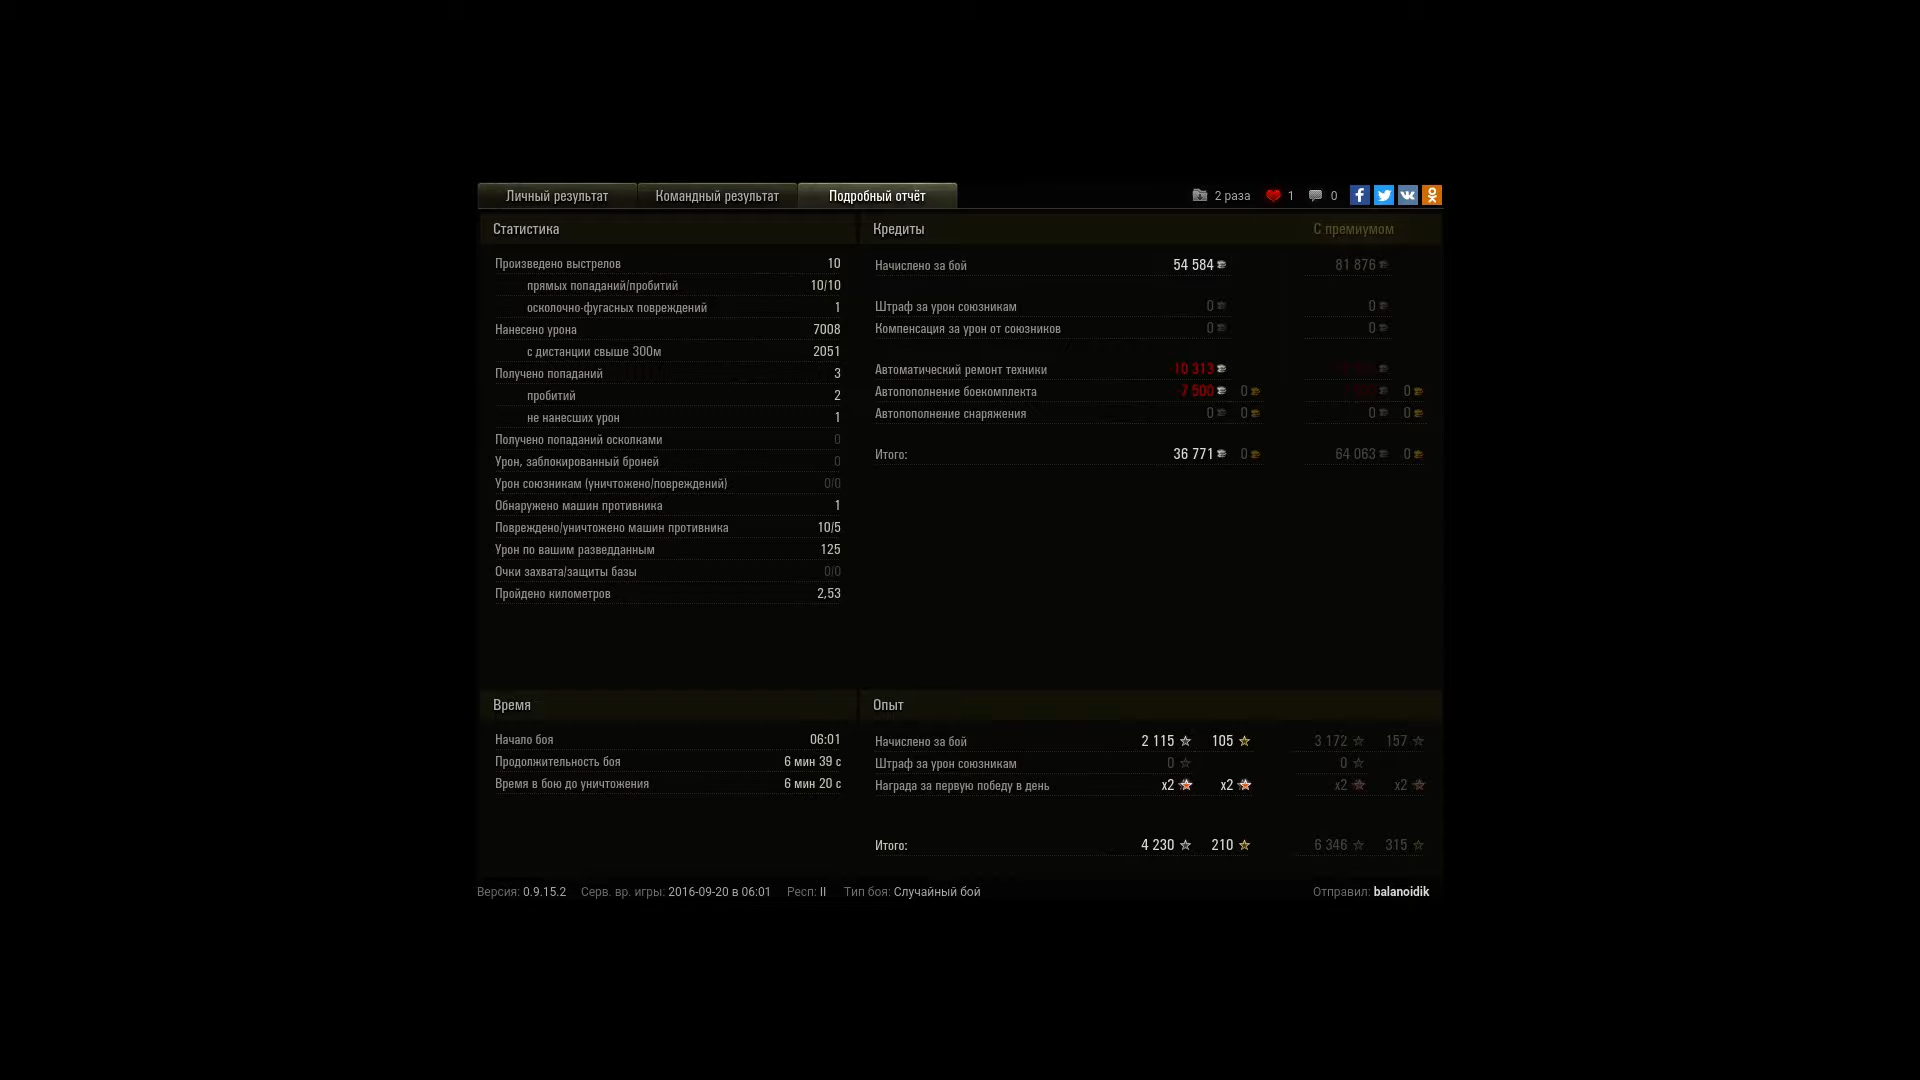 Личный результат Командный результат Подробный отчёт 2 раза 1 0
Статистика
Произведено выстрелов 10
прямых попаданий/пробитий 10/10
осколочно-фугасных повреждений 1
Нанесено урона 7008
с дистанции свыше 300м 2051
Получено попаданий 3
пробитий 2
не нанесших урон 1
Получено попаданий осколками 0
Урон, заблокированный броней 0
Урон союзникам (уничтожено/повреждений) 0/0
Обнаружено машин противника 1
Повреждено/уничтожено машин противника 10/5
Урон по вашим разведданным 125
Очки захвата/защиты базы 0/0
Пройдено километров 2,53
Кредиты С премиумом
Начислено за бой 54 584 81 876
Штраф за урон союзникам 0 0
Компенсация за урон от союзников 0 0
Автоматический ремонт техники -10 313
Автопополнение боекомплекта -7 500 0 0
Автопополнение снаряжения 0 0 0 0
Итого: 36 771 0 64 063 0
Время
Начало боя 06:01
Продолжительность боя 6 мин 39 с
Время в бою до уничтожения 6 мин 20 с
Опыт
Начислено за бой 2 115 105 3 172 157
Штраф за урон союзникам 0 0
Награда за первую победу в день x2 x2 x2 x2
Итого: 4 230 210 6 346 315
Версия: 0.9.15.2 Серв. вр. игры: 2016-09-20 в 06:01 Респ: II Тип боя: Случайный бой Отправил: balanoidik